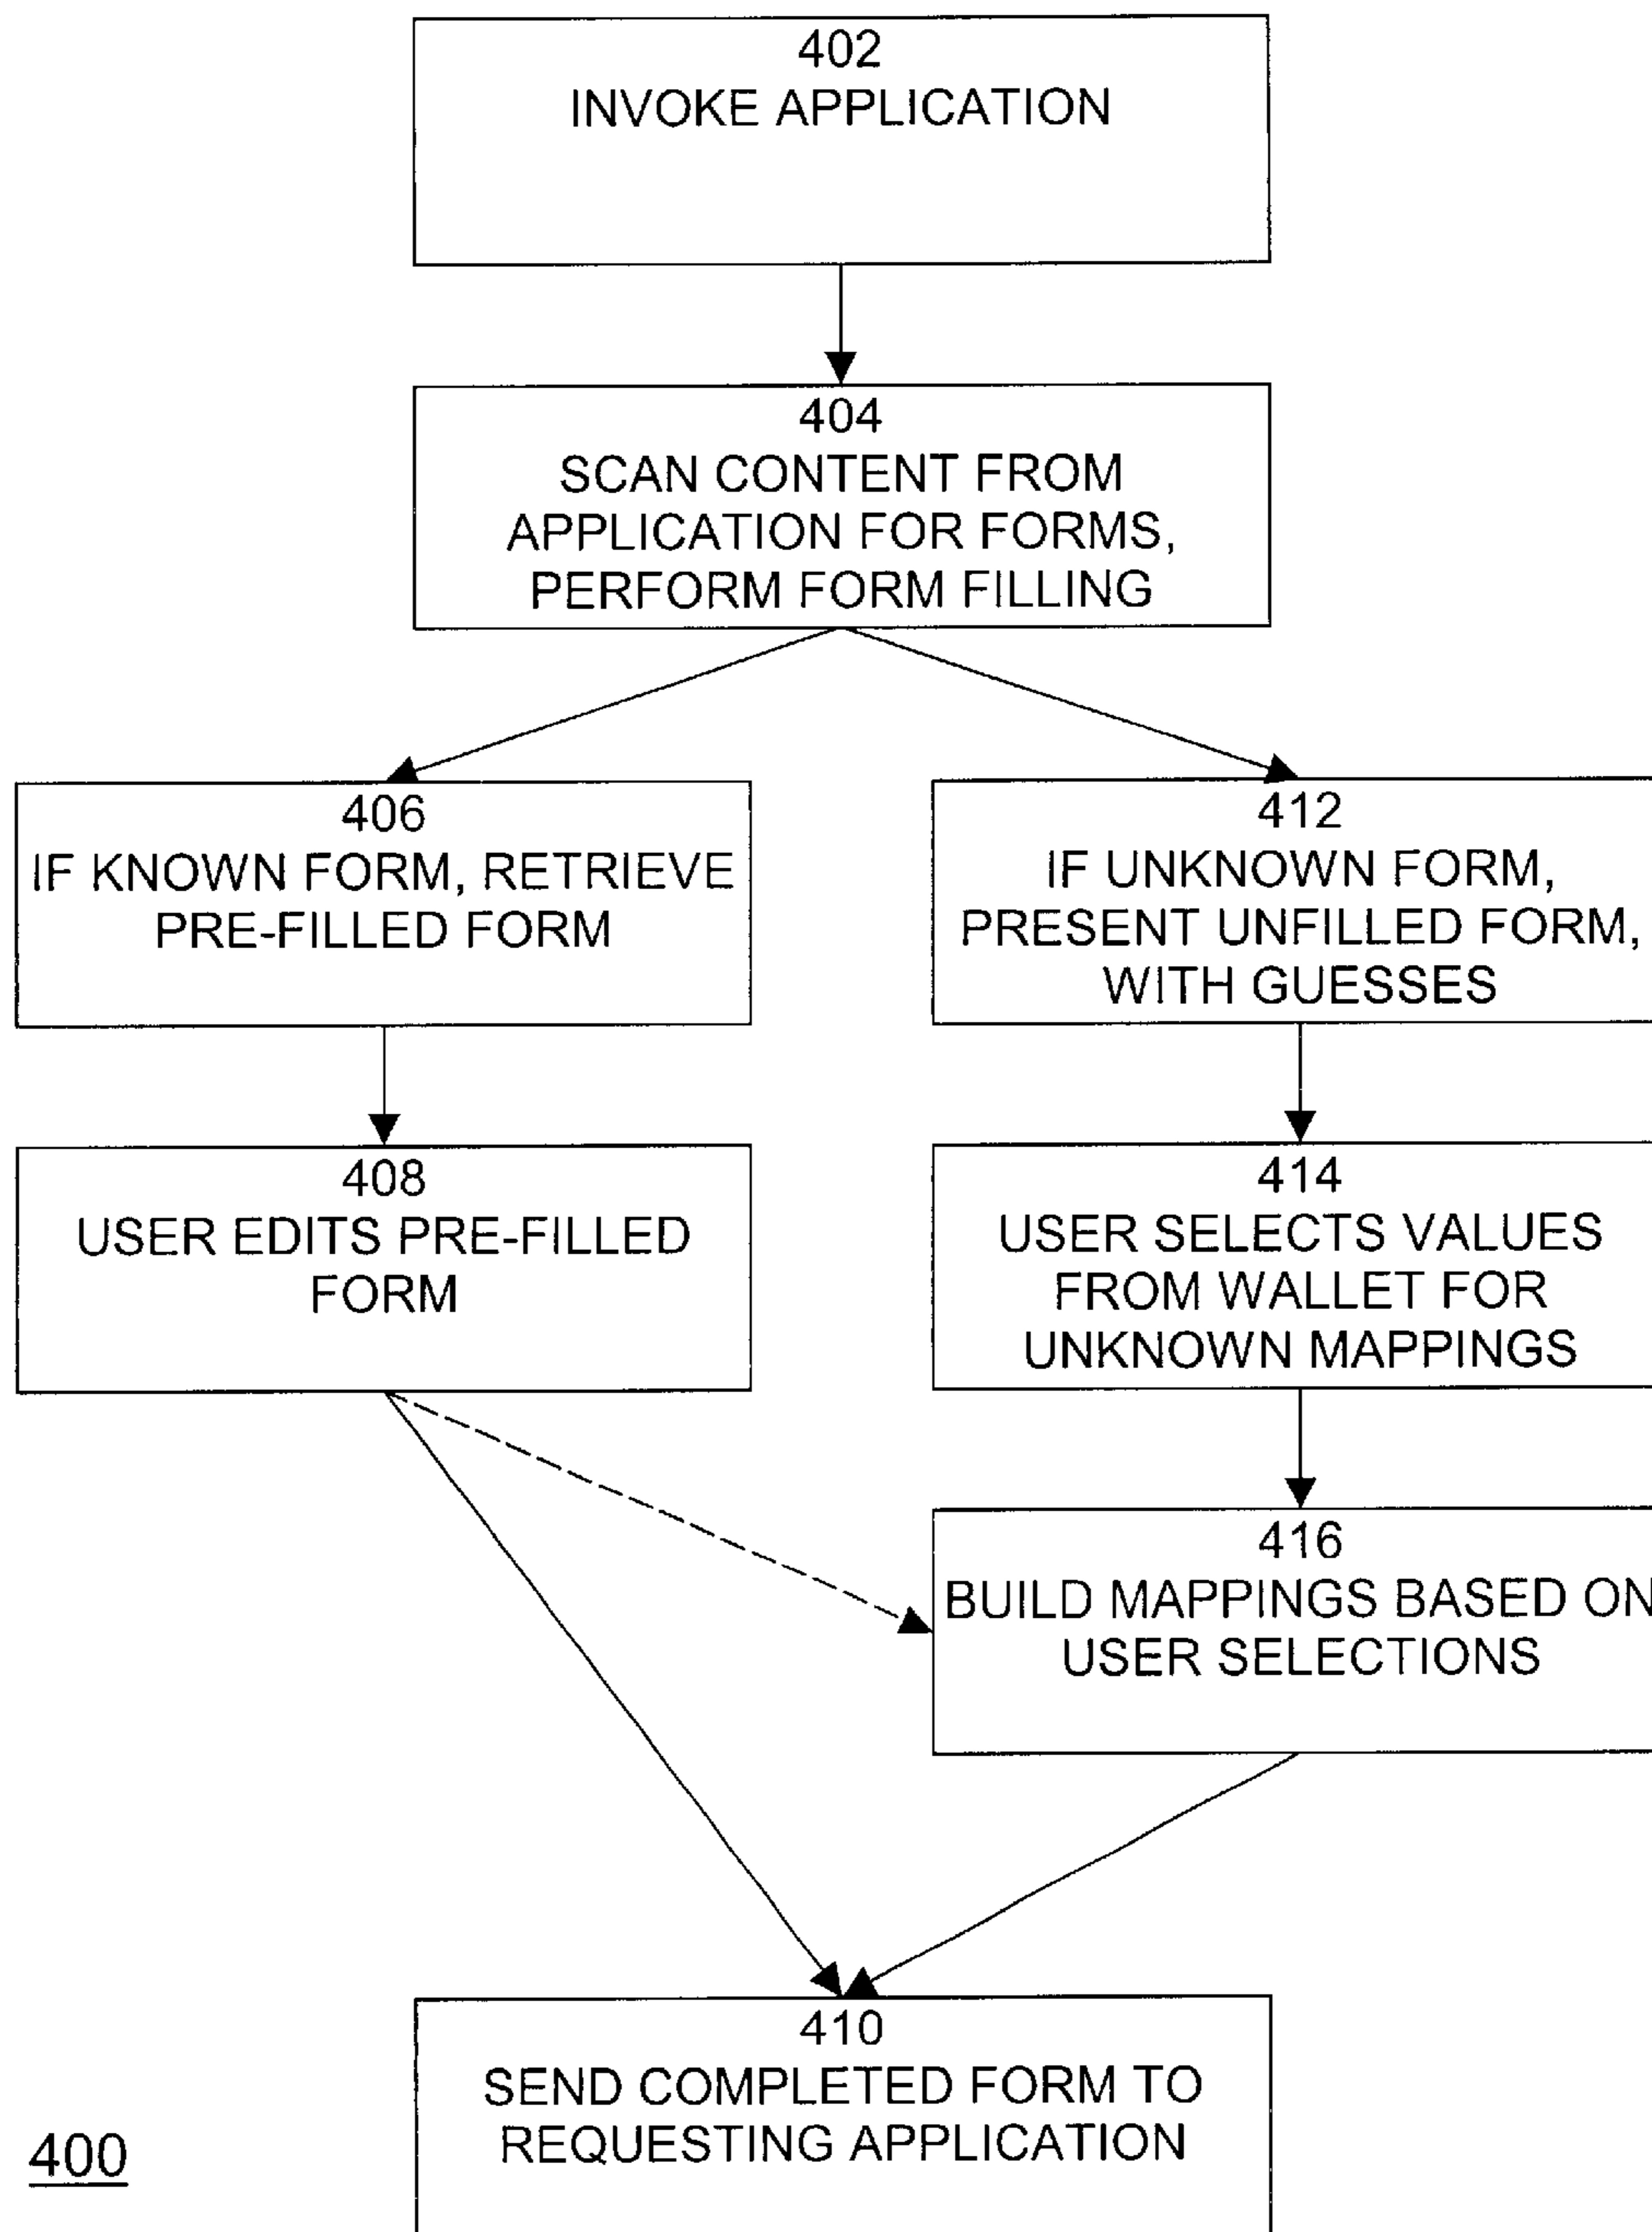 402
INVOKE APPLICATION
404
SCAN CONTENT FROM
APPLICATION FOR FORMS,
PERFORM FORM FILLING
406
IF KNOWN FORM, RETRIEVE
PRE-FILLED FORM
412
IF UNKNOWN FORM,
PRESENT UNFILLED FORM,
WITH GUESSES
408
USER EDITS PRE-FILLED
FORM
414
USER SELECTS VALUES
FROM WALLET FOR
UNKNOWN MAPPINGS
416
BUILD MAPPINGS BASED ON
USER SELECTIONS
410
SEND COMPLETED FORM TO
REQUESTING APPLICATION
400